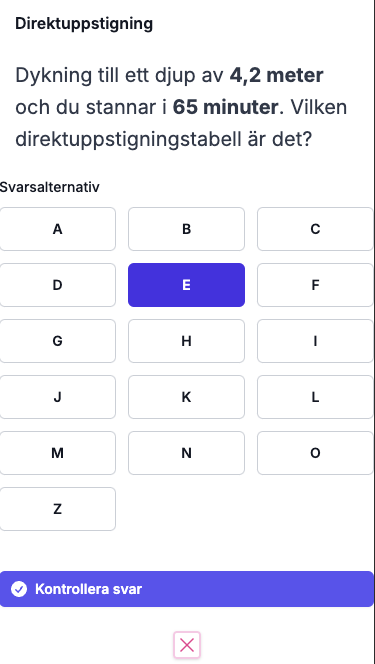 Direktuppstigning
Dykning till ett djup av 4,2 meter
och du stannar i 65 minuter. Vilken
direktuppstigningstabell är det?
Svarsalternativ
A B C
D E F
G H I
J K L
M N O
Z
Kontrollera svar